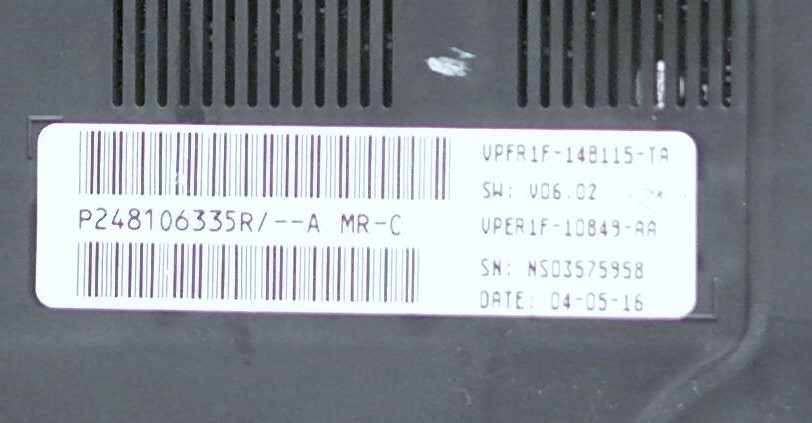 P248106335R/--A MR-C
VPFR1F-14B115-TA
SW: V06.02
VPER1F-10849-AA
SN: NS03575958
DATE: 04-05-16